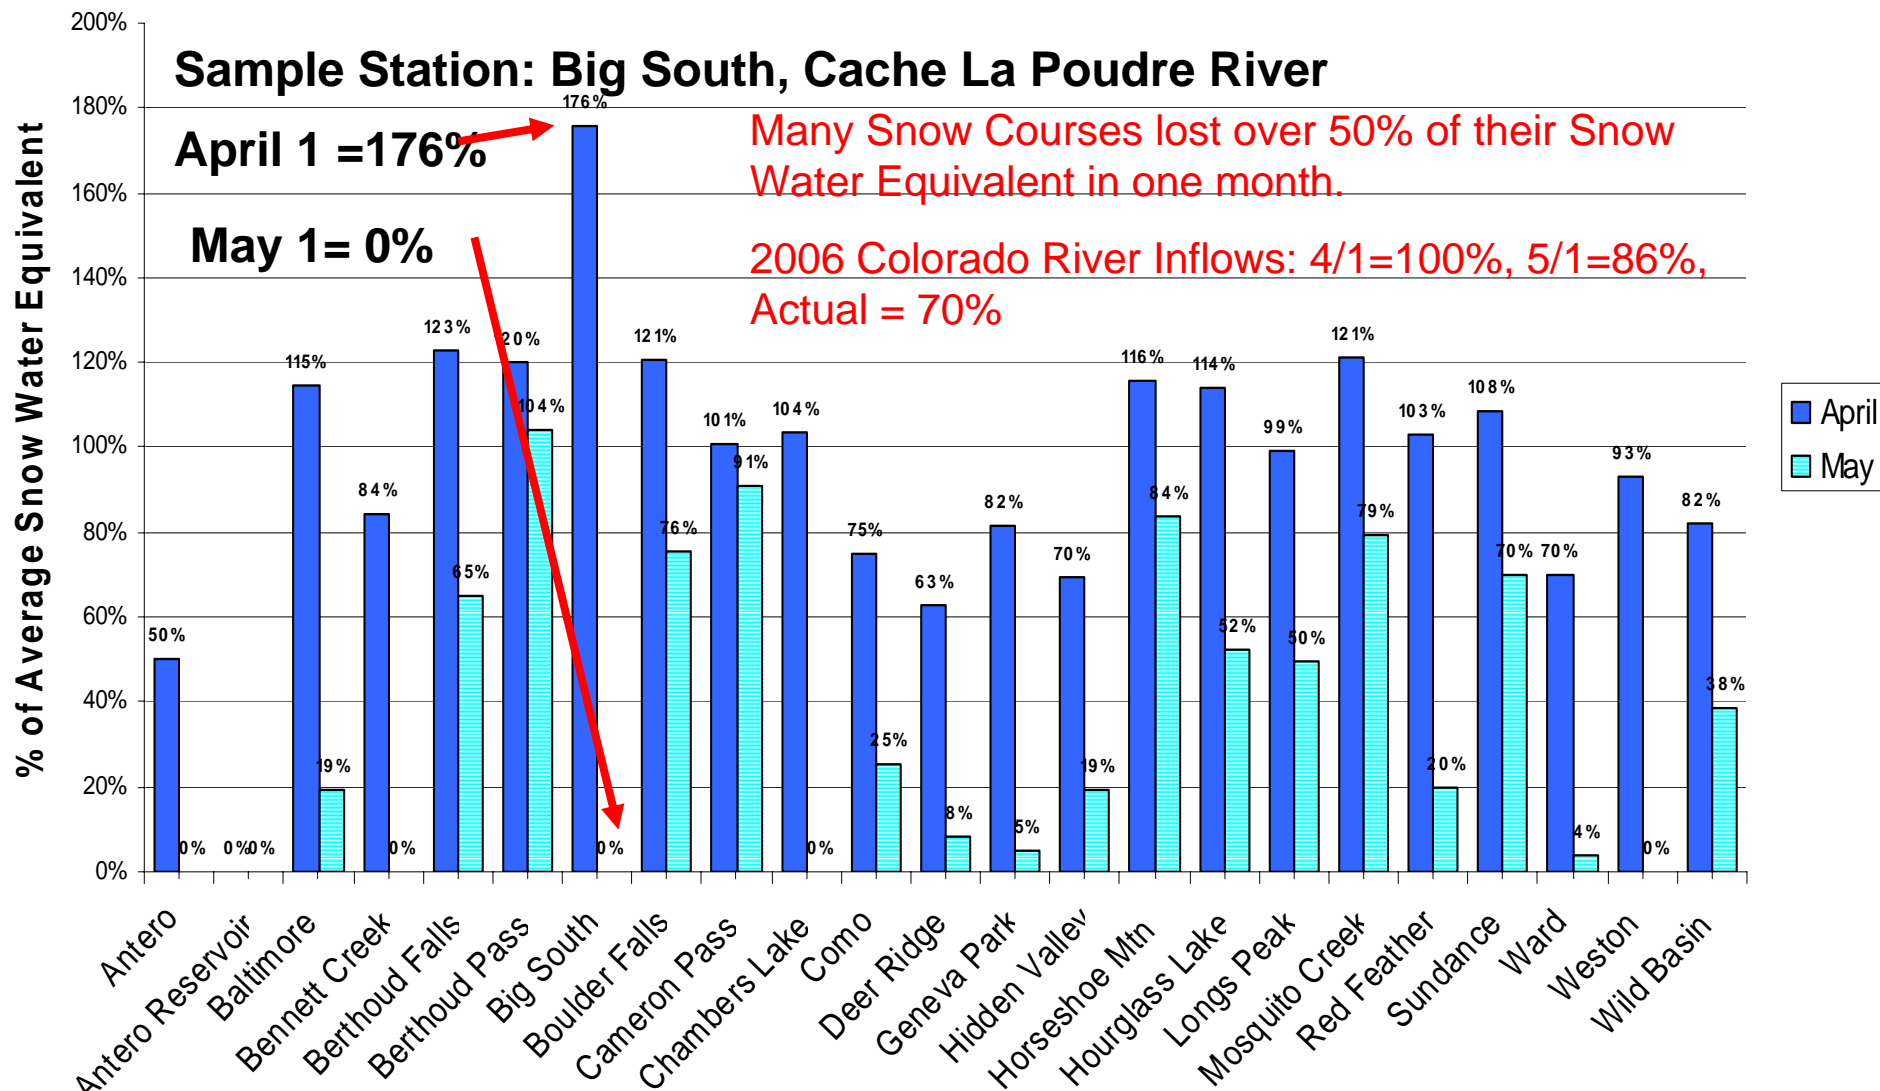 200%
180%
160%
140%
120%
100%
80%
60%
40%
20%
0%
% of Average Snow Water Equivalent
Sample Station: Big South, Cache La Poudre River
April 1 =176%
May 1= 0%
Many Snow Courses lost over 50% of their Snow
Water Equivalent in one month.
2006 Colorado River Inflows: 4/1=100%, 5/1=86%,
Actual = 70%
50% 0%
0% 0%
115% 19%
84% 0%
123% 65%
120% 104%
176% 0%
121% 76%
101% 91%
104% 0%
75% 25%
63% 8%
82% 5%
70% 19%
116% 84%
114% 52%
99% 50%
121% 79%
103% 20%
108% 70%
70% 4%
93% 0%
82% 38%
April
May
Antero
Antero Reservoir
Baltimore
Bennett Creek
Berthoud Falls
Berthoud Pass
Big South
Boulder Falls
Cameron Pass
Chambers Lake
Como
Deer Ridge
Geneva Park
Hidden Valley
Horseshoe Mtn
Hourglass Lake
Longs Peak
Mosquito Creek
Red Feather
Sundance
Ward
Weston
Wild Basin